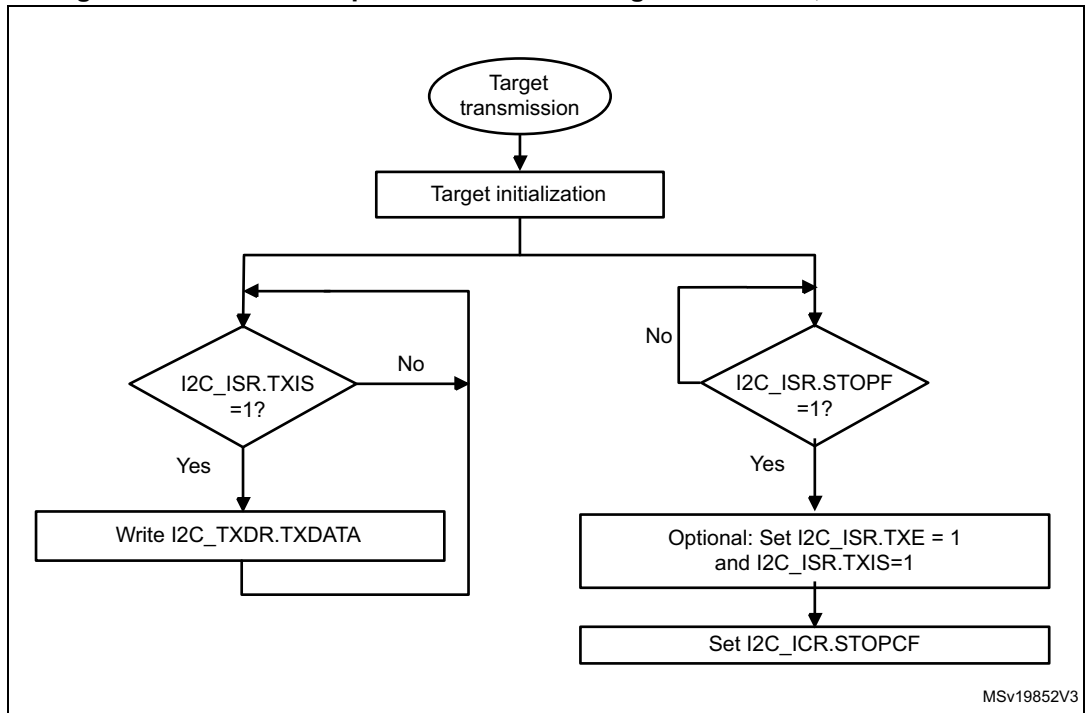 Target
transmission
Target initialization
I2C_ISR.TXIS
=1?
No
Yes
Write I2C_TXDR.TXDATA
No
I2C_ISR.STOPF
=1?
Yes
Optional: Set I2C_ISR.TXE = 1
and I2C_ISR.TXIS=1
Set I2C_ICR.STOPCF
MSv19852V3